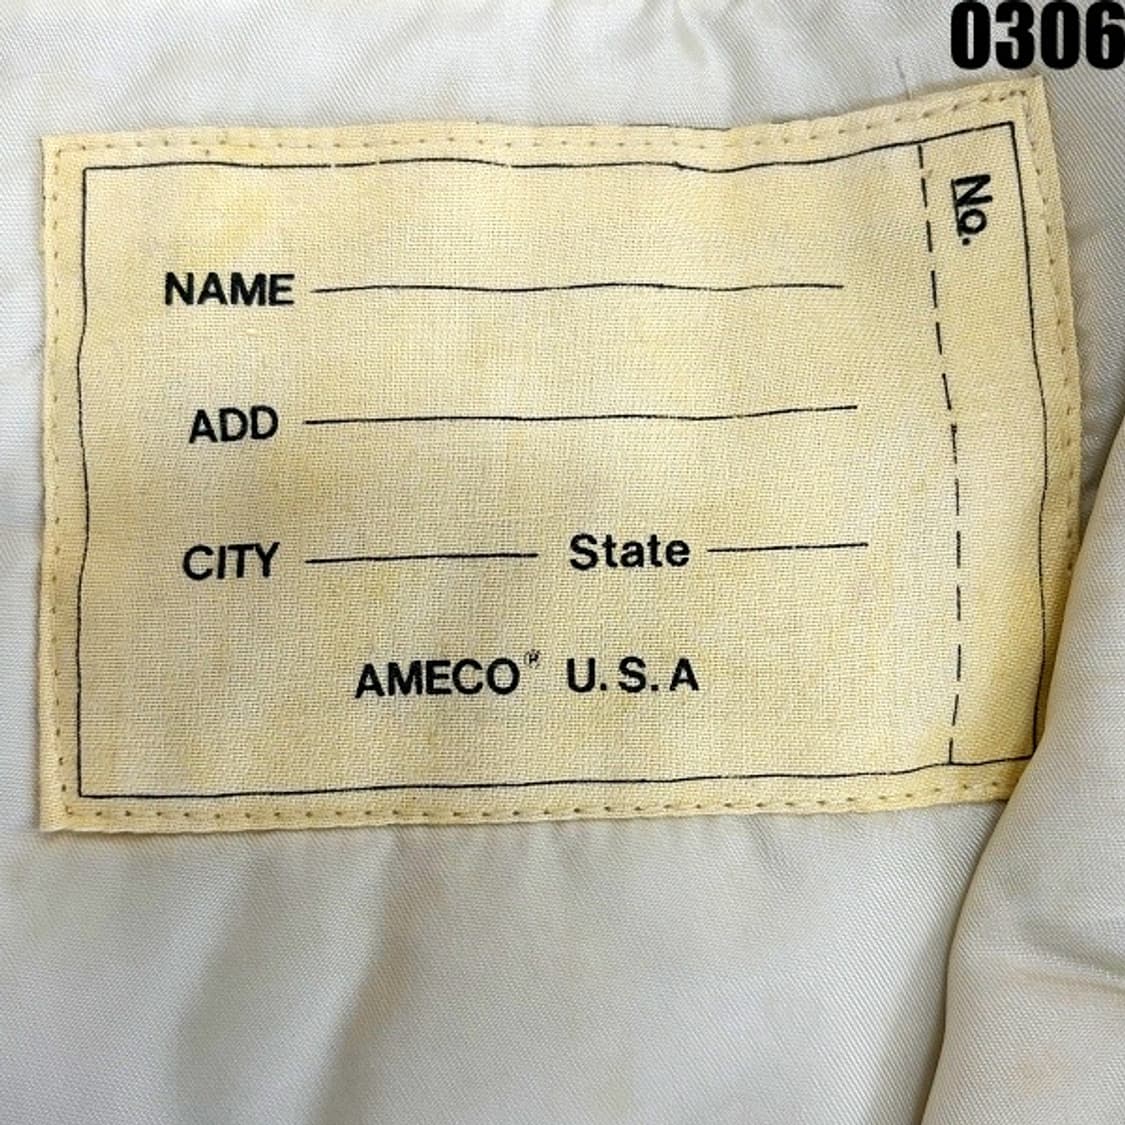 0306
No.
NAME
ADD
CITY State
AMECO® U.S.A